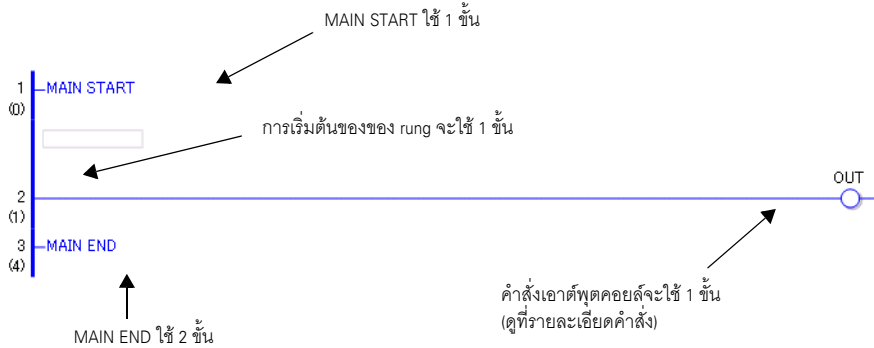 MAIN START ใช้ 1 ขั้น
1 MAIN START
(0)
การเริ่มต้นของของ rung จะใช้ 1 ขั้น
OUT
2
(1)
3 MAIN END
(4)
คำสั่งเอาต์พุตคอยล์จะใช้ 1 ขั้น
(ดูที่รายละเอียดคำสั่ง)
MAIN END ใช้ 2 ขั้น